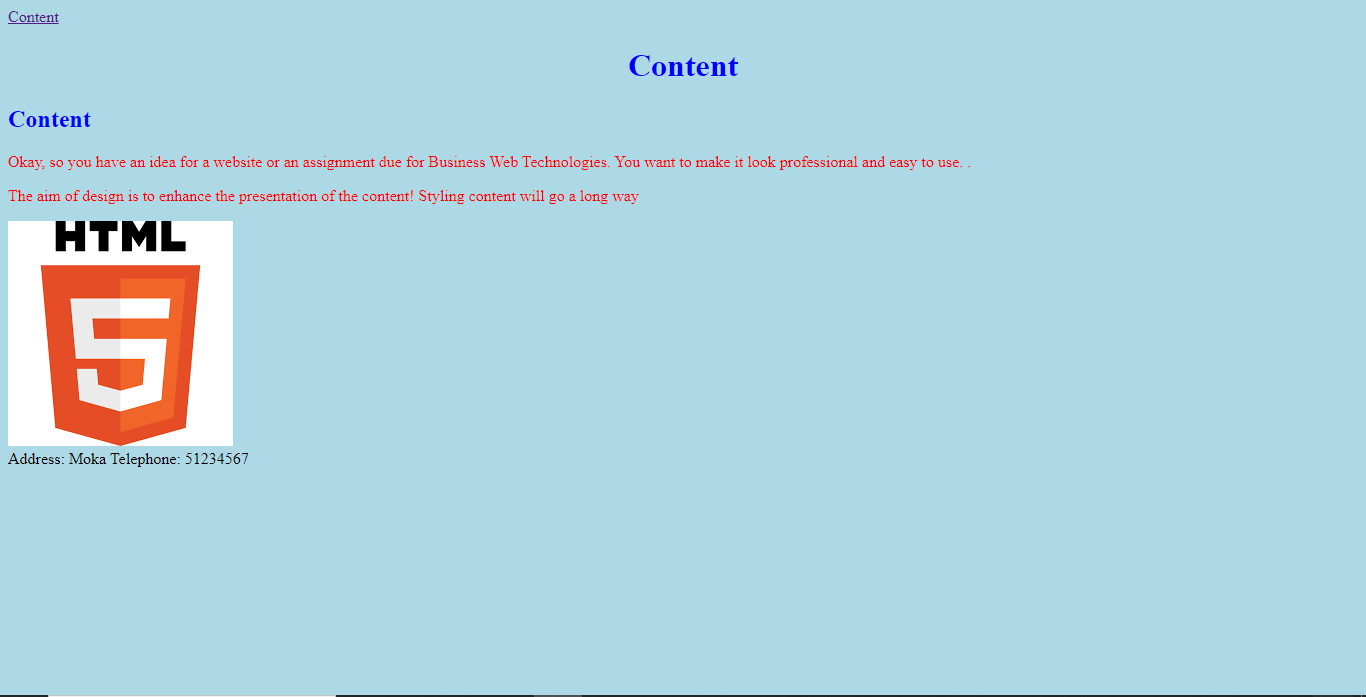 Content
Content
Content
Okay, so you have an idea for a website or an assignment due for Business Web Technologies. You want to make it look professional and easy to use. .
The aim of design is to enhance the presentation of the content! Styling content will go a long way
HTML
5
Address: Moka Telephone: 51234567